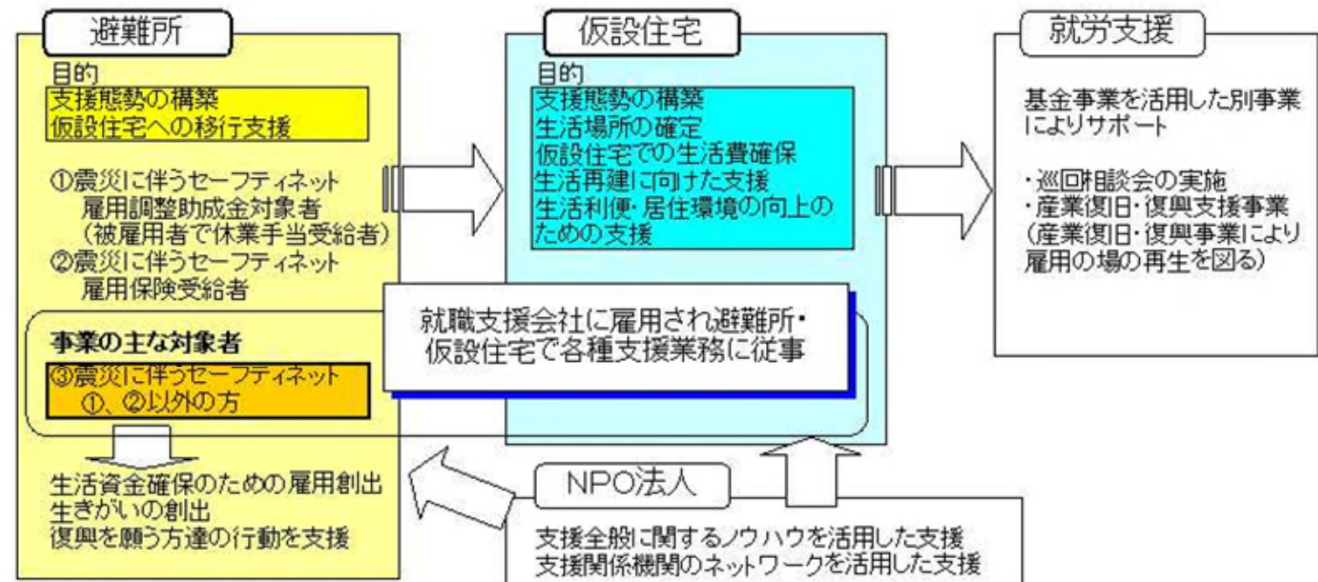 避難所
目的
支援態勢の構築
仮設住宅への移行支援
①震災に伴うセーフティネット
雇用調整助成金対象者
(被雇用者で休業手当受給者)
②震災に伴うセーフティネット
雇用保険受給者
事業の主な対象者
③震災に伴うセーフティネット
①、②以外の方
生活資金確保のための雇用創出
生きがいの創出
復興を願う方達の行動を支援
仮設住宅
目的
支援態勢の構築
生活場所の確定
仮設住宅での生活費確保
生活再建に向けた支援
生活利便・居住環境の向上の
ための支援
就職支援会社に雇用され避難所・
仮設住宅で各種支援業務に従事
NPO法人
支援全般に関するノウハウを活用した支援
支援関係機関のネットワークを活用した支援
就労支援
基金事業を活用した別事業
によりサポート
・巡回相談会の実施
・産業復旧・復興支援事業
(産業復旧・復興事業により
雇用の場の再生を図る)